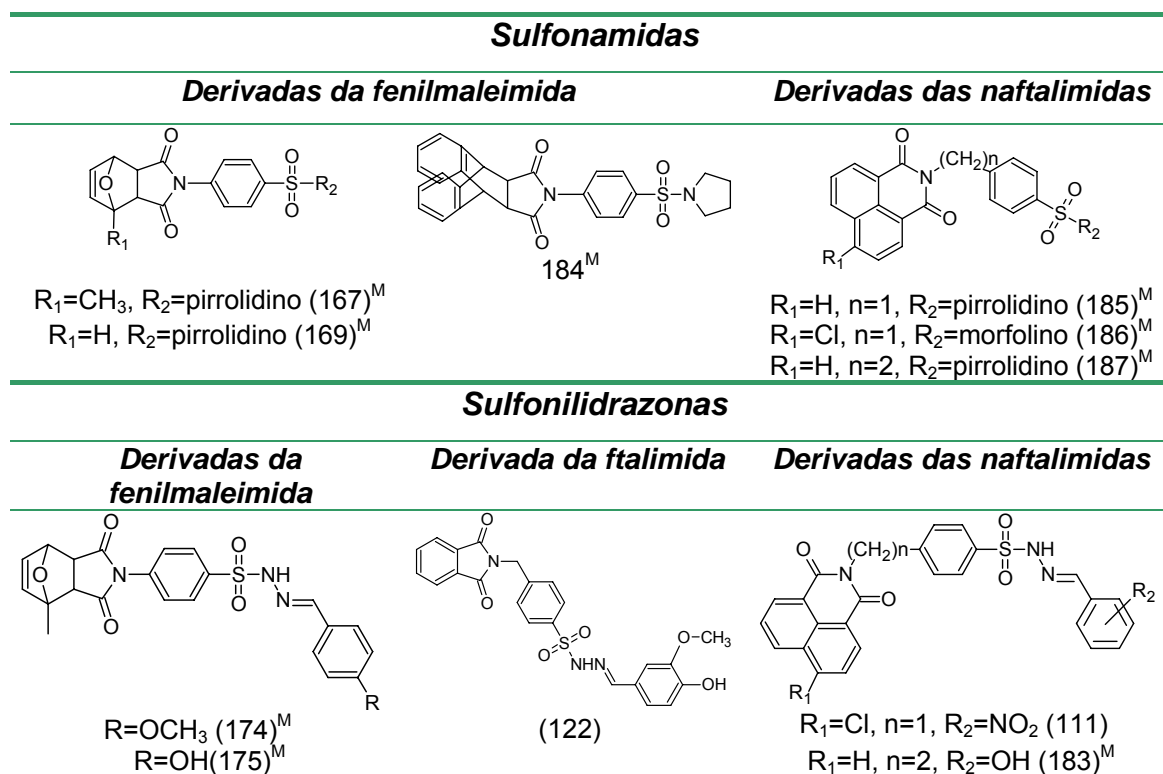 Sulfonamidas
Derivadas da fenilmaleimida
Derivadas das naftalimidas
O
O
N
O
S
O
O
R₂
R₁
R₁=CH₃, R₂=pirrolidino (167)ᴹ
R₁=H, R₂=pirrolidino (169)ᴹ
O
N
O
O
S
N
O
184ᴹ
O
(CH₂)n
N
O
O
S
O
R₂
R₁
R₁=H, n=1, R₂=pirrolidino (185)ᴹ
R₁=Cl, n=1, R₂=morfolino (186)ᴹ
R₁=H, n=2, R₂=pirrolidino (187)ᴹ
Sulfonilidrazonas
Derivadas da
fenilmaleimida
Derivada da ftalimida
Derivadas das naftalimidas
O
O
N
O
O
S
NH
O
N
R
R=OCH₃ (174)ᴹ
R=OH(175)ᴹ
O
N
O
O
S
O
NH-N
O-CH₃
OH
(122)
O
(CH₂)n
N
O
O
S
NH
O
N
R₂
R₁
R₁=Cl, n=1, R₂=NO₂ (111)
R₁=H, n=2, R₂=OH (183)ᴹ